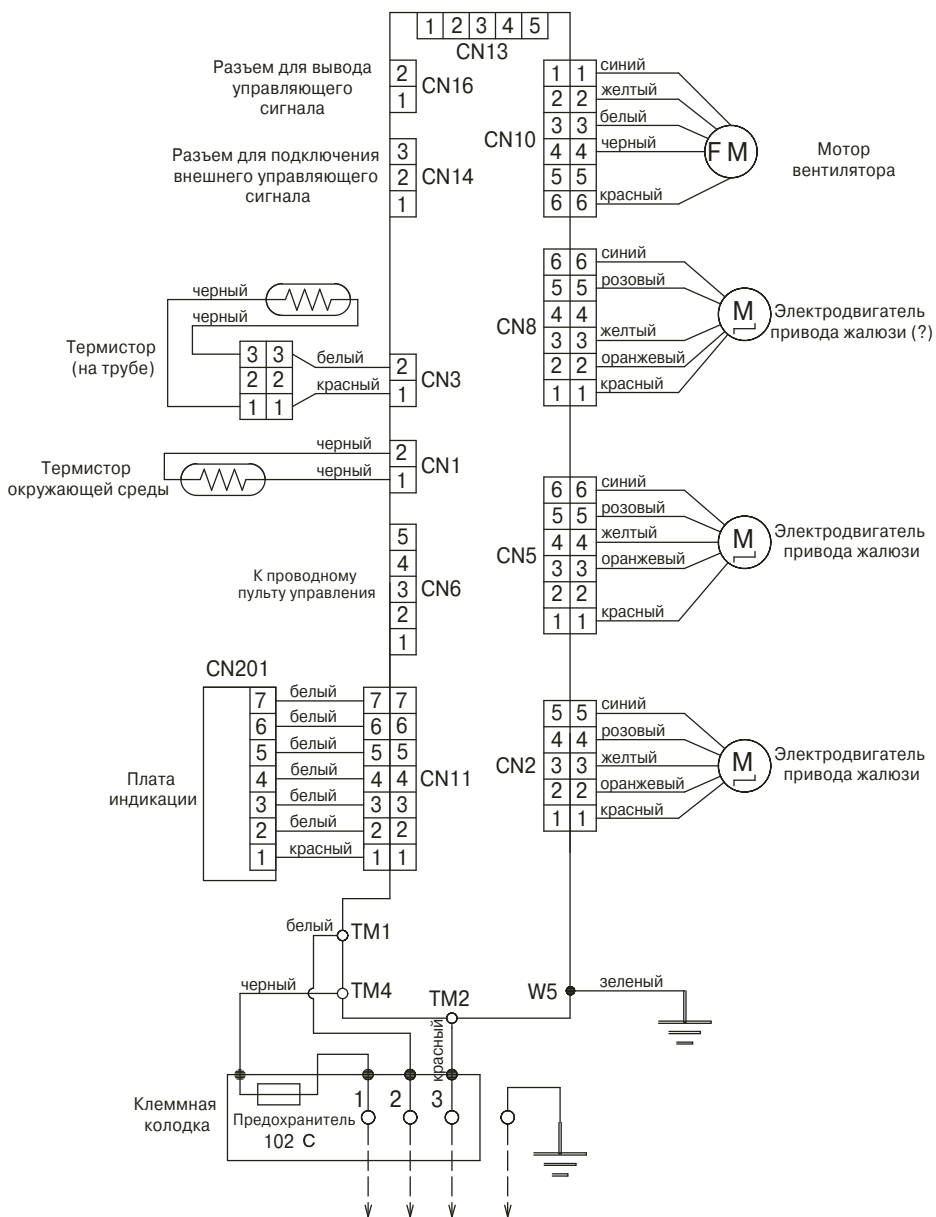 1 2 3 4 5
CN13
Разъем для вывода
управляющего
сигнала
2
1
CN16
Разъем для подключения
внешнего управляющего
сигнала
3
2
1
CN14
CN10
1 1 синий
2 2 желтый
3 3 белый
4 4 черный
5 5
6 6 красный
F M
Мотор
вентилятора
черный
черный
Термистор
(на трубе)
3 3 белый
2 2
1 1 красный
2
1
CN3
CN8
6 6 синий
5 5 розовый
4 4
3 3 желтый
2 2 оранжевый
1 1 красный
M
Электродвигатель
привода жалюзи (?)
Термистор
окружающей среды
черный
черный
2
1
CN1
CN5
6 6 синий
5 5 розовый
4 4 желтый
3 3 оранжевый
2 2
1 1 красный
M
Электродвигатель
привода жалюзи
К проводному
пульту управления
5
4
3
2
1
CN6
CN201
Плата
индикации
7 белый 7 7
6 белый 6 6
5 белый 5 5
4 белый 4 4
3 белый 3 3
2 белый 2 2
1 красный 1 1
CN11
CN2
5 5 синий
4 4 розовый
3 3 желтый
2 2 оранжевый
1 1 красный
M
Электродвигатель
привода жалюзи
белый TM1
черный TM4
TM2
красный
W5 зеленый
Клеммная
колодка
1 2 3
Предохранитель
102 С